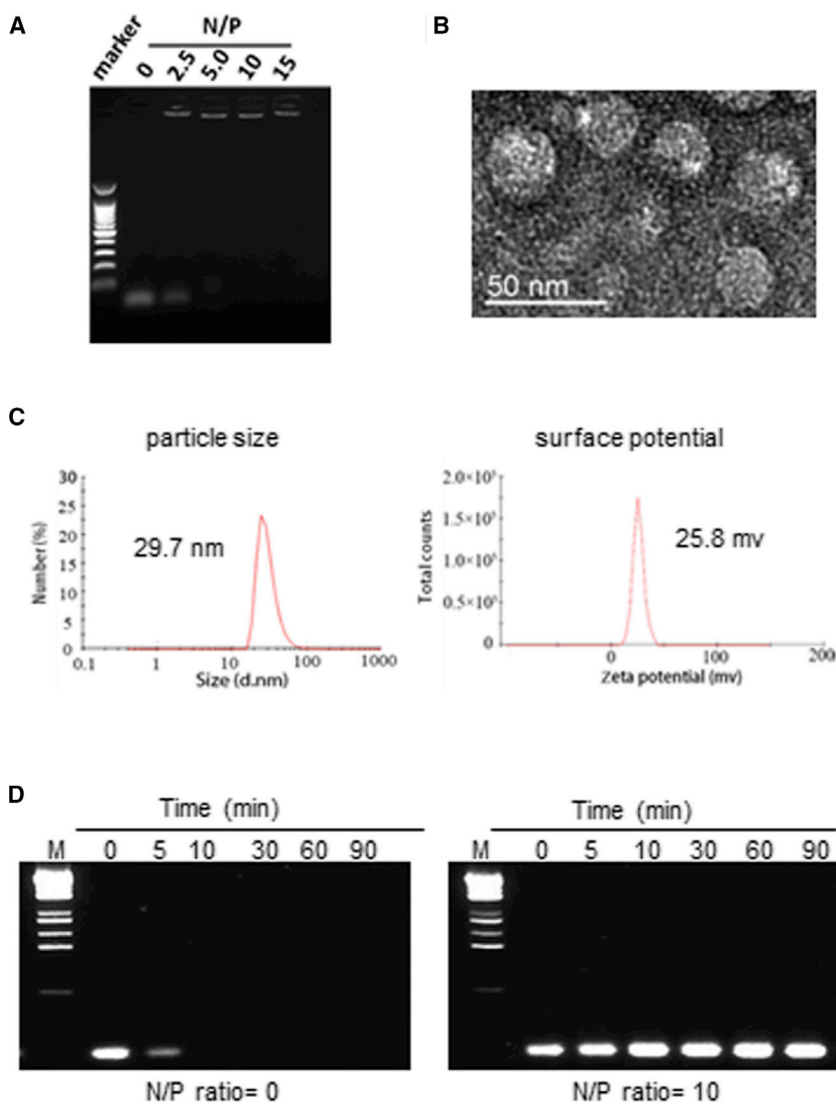 A
B
N/P
marker 0 2.5 5.0 10 15
50 nm
C
particle size
surface potential
30
25
20
15
10
5
0
Number (%)
29.7 nm
0.1 1 10 100 1000
Size (d.nm)
2.0×10⁵
1.5×10⁵
1.0×10⁵
0.5×10⁵
0
Total counts
25.8 mv
0 100 200
Zeta potential (mv)
D
Time (min)
M 0 5 10 30 60 90
N/P ratio= 0
Time (min)
M 0 5 10 30 60 90
N/P ratio= 10